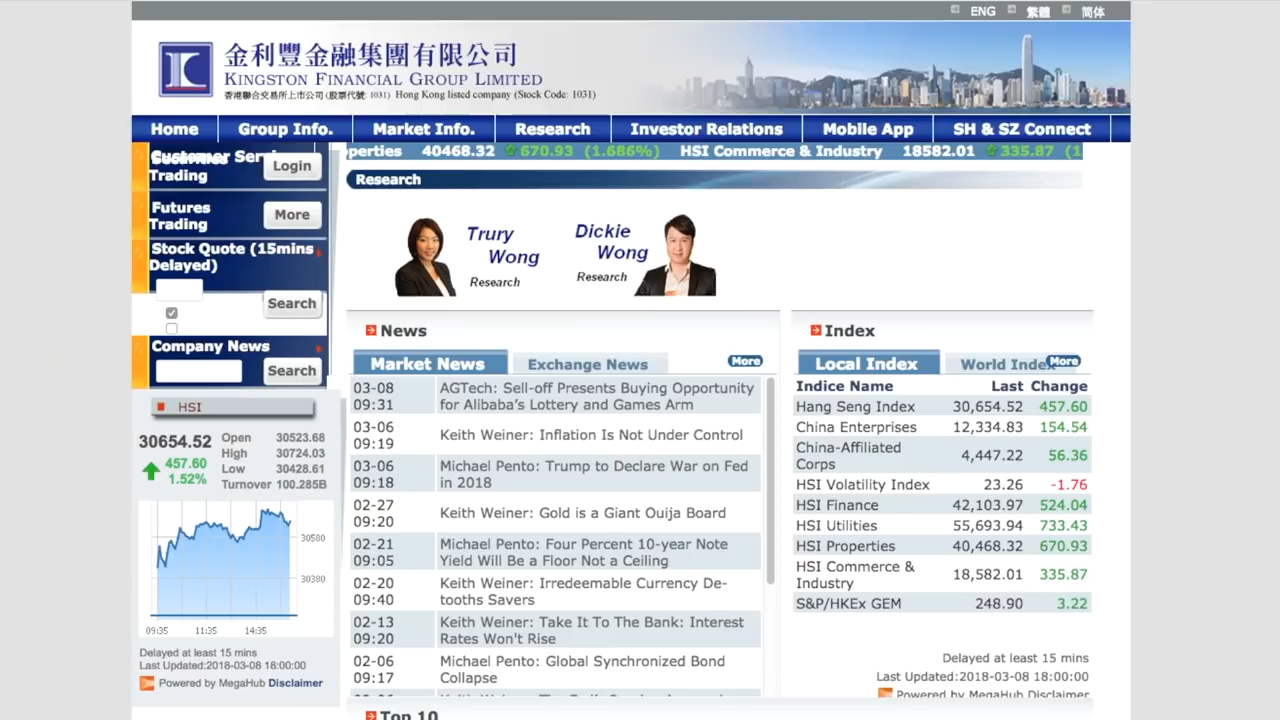 ENG 繁體 简体
金利豐金融集團有限公司
KINGSTON FINANCIAL GROUP LIMITED
香港聯合交易所上市公司 (股票代號: 1031) Hong Kong listed company (Stock Code: 1031)
Home Group Info. Market Info. Research Investor Relations Mobile App SH & SZ Connect
perties 40468.32 670.93 (1.686%) HSI Commerce & Industry 18582.01 335.87 (1
Customer Ser
Trading
Login
Futures
Trading
More
Stock Quote (15mins
Delayed)
Search
Company News
Search
HSI
30654.52
457.60
1.52%
Open 30523.68
High 30724.03
Low 30428.61
Turnover 100.285B
30580
30380
09:35 11:35 14:35
Delayed at least 15 mins
Last Updated:2018-03-08 18:00:00
Powered by MegaHub Disclaimer
Research
Trury
Wong
Research
Dickie
Wong
Research
News
Market News Exchange News More
03-08
09:31
AGTech: Sell-off Presents Buying Opportunity
for Alibaba’s Lottery and Games Arm
03-06
09:19
Keith Weiner: Inflation Is Not Under Control
03-06
09:18
Michael Pento: Trump to Declare War on Fed
in 2018
02-27
09:20
Keith Weiner: Gold is a Giant Ouija Board
02-21
09:05
Michael Pento: Four Percent 10-year Note
Yield Will Be a Floor Not a Ceiling
02-20
09:40
Keith Weiner: Irredeemable Currency De-
tooths Savers
02-13
09:20
Keith Weiner: Take It To The Bank: Interest
Rates Won't Rise
02-06
09:17
Michael Pento: Global Synchronized Bond
Collapse
Index
Local Index World Index More
Indice Name Last Change
Hang Seng Index 30,654.52 457.60
China Enterprises 12,334.83 154.54
China-Affiliated
Corps 4,447.22 56.36
HSI Volatility Index 23.26 -1.76
HSI Finance 42,103.97 524.04
HSI Utilities 55,693.94 733.43
HSI Properties 40,468.32 670.93
HSI Commerce &
Industry 18,582.01 335.87
S&P/HKEx GEM 248.90 3.22
Delayed at least 15 mins
Last Updated:2018-03-08 18:00:00
Powered by MegaHub Disclaimer
Top 10